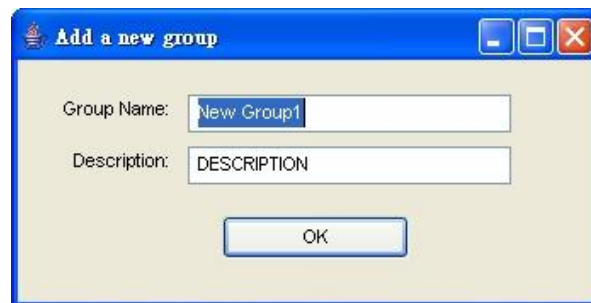 Add a new group
Group Name: New Group1
Description: DESCRIPTION
OK